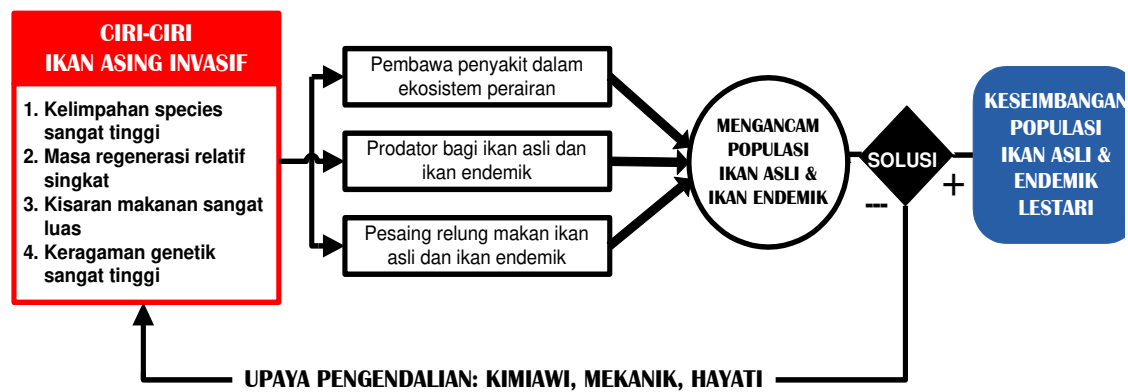 CIRI-CIRI
IKAN ASING INVASIF
1. Kelimpahan species
sangat tinggi
2. Masa regenerasi relatif
singkat
3. Kisaran makanan sangat
luas
4. Keragaman genetik
sangat tinggi
Pembawa penyakit dalam
ekosistem perairan
Prodator bagi ikan asli dan
ikan endemik
Pesaing relung makan ikan
asli dan ikan endemik
MENGANCAM
POPULASI
IKAN ASLI &
IKAN ENDEMIK
SOLUSI
---
+
KESEIMBANGAN
POPULASI
IKAN ASLI &
ENDEMIK
LESTARI
UPAYA PENGENDALIAN: KIMIAWI, MEKANIK, HAYATI